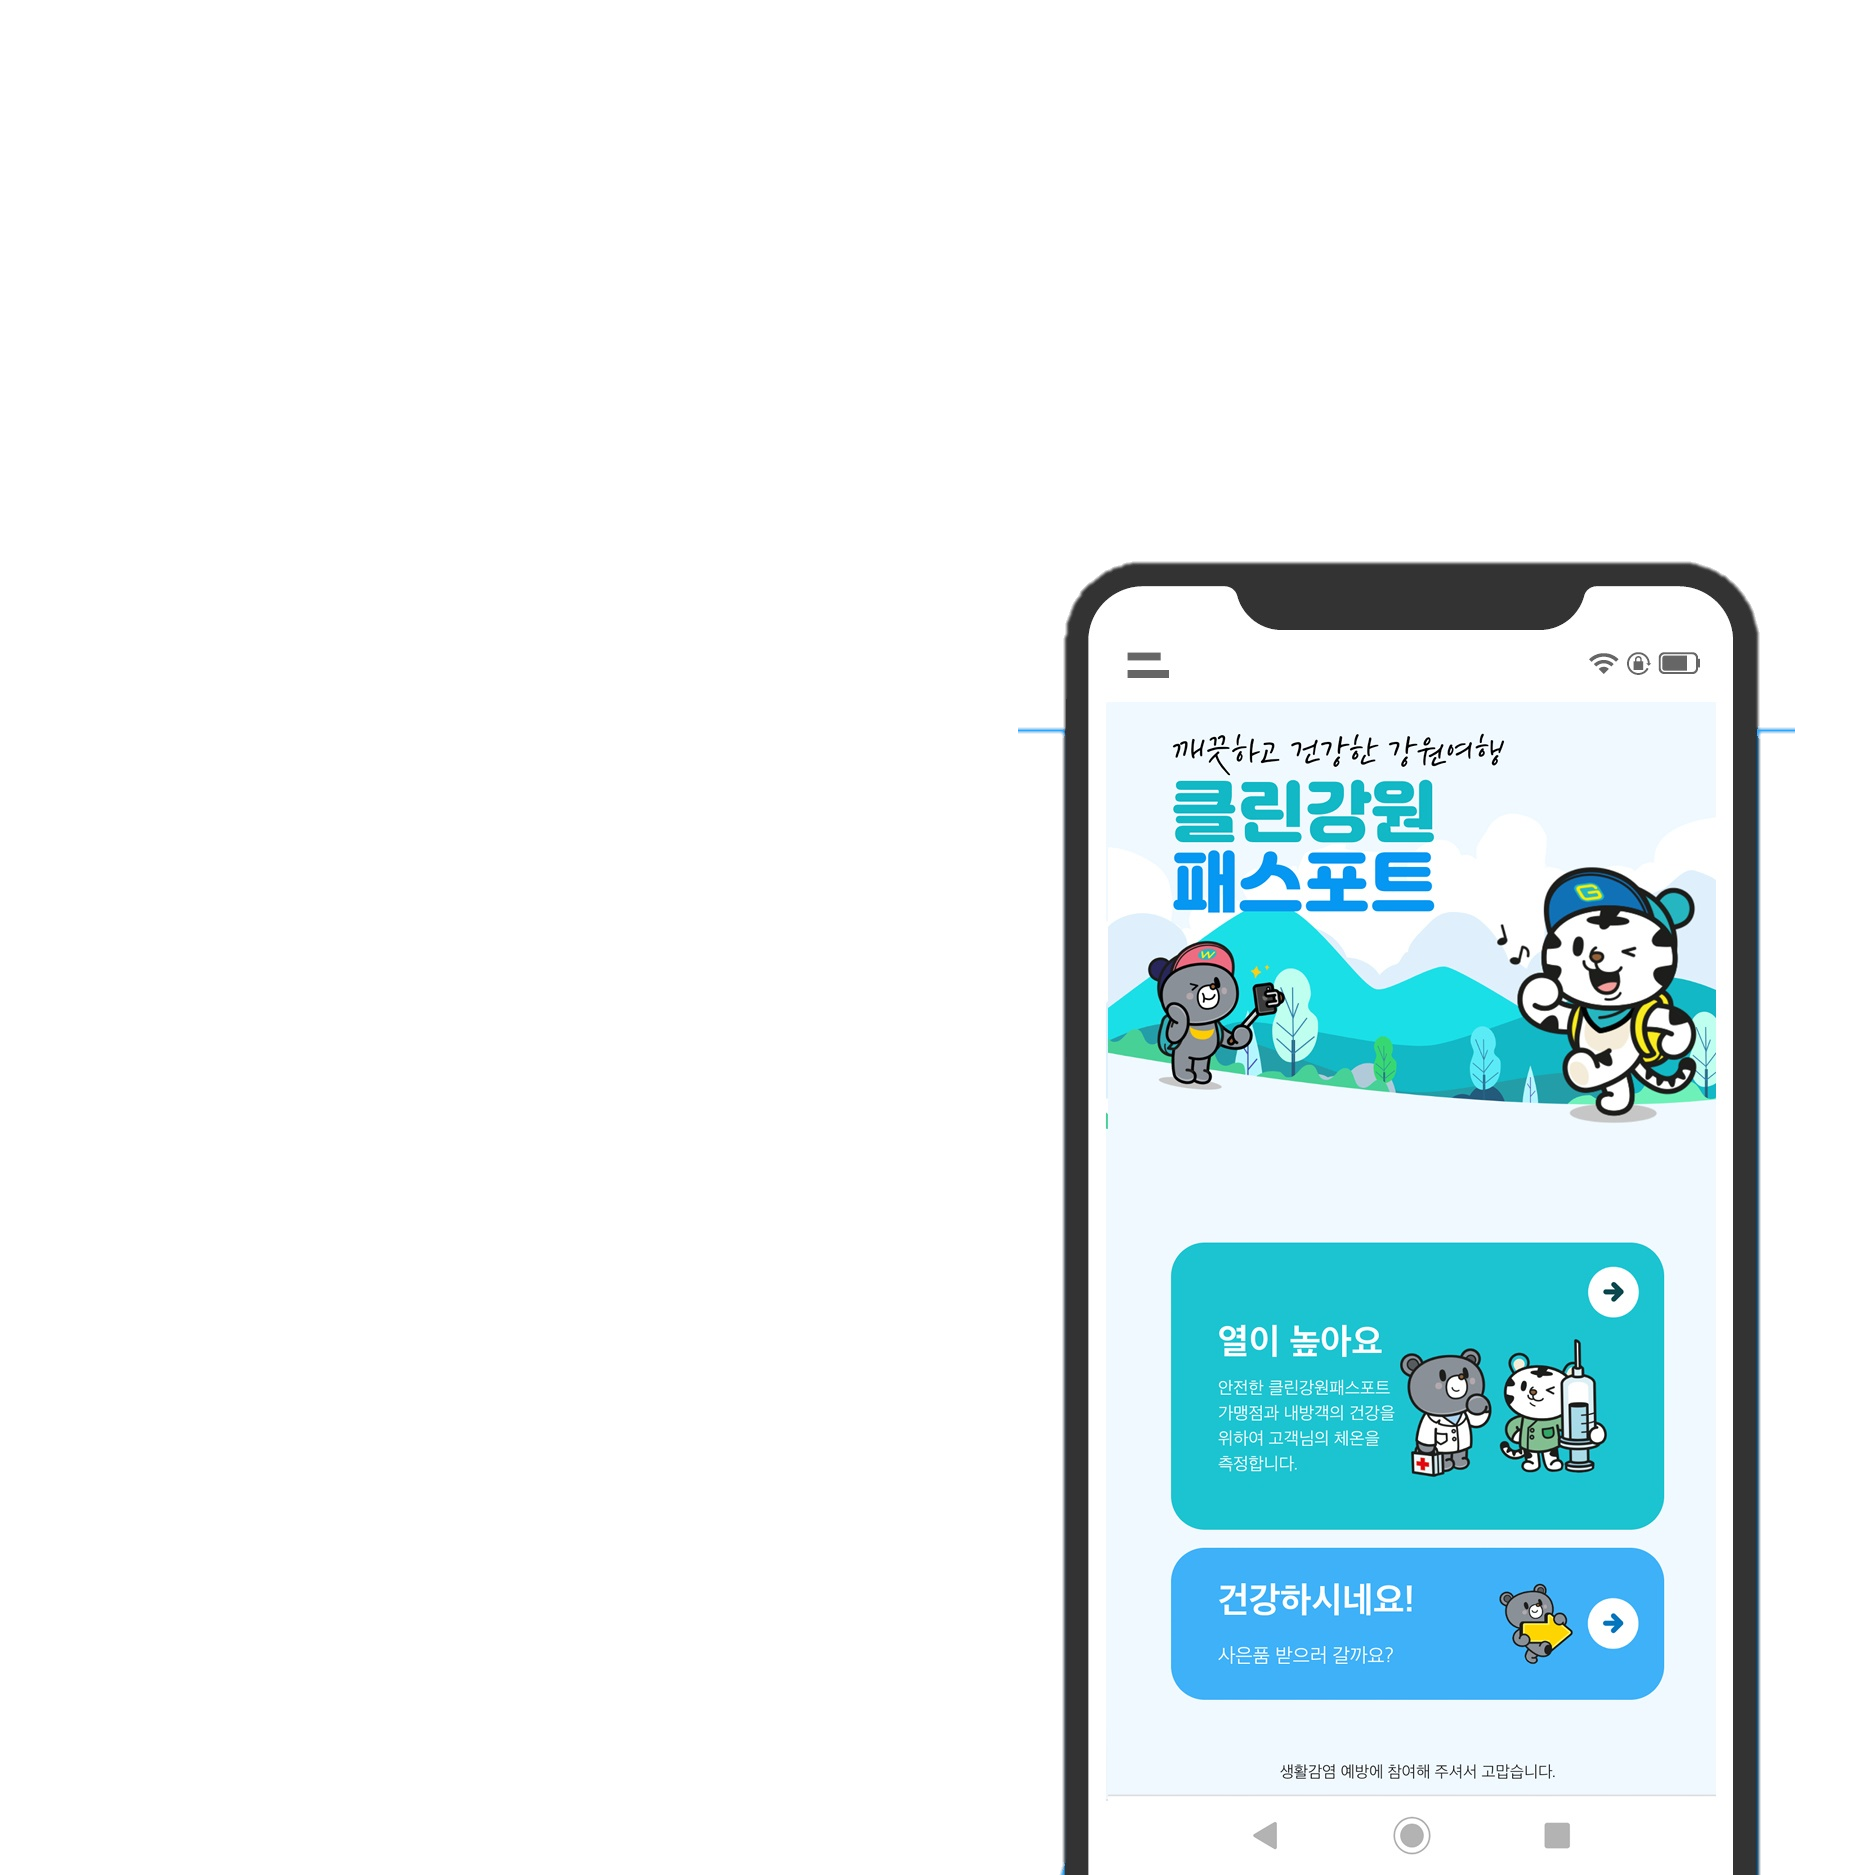 깨끗하고 건강한 강원여행
클린강원
패스포트
G
W
열이 높아요
안전한 클린강원패스포트
가맹점과 내방객의 건강을
위하여 고객님의 체온을
측정합니다.
건강하시네요!
사은품 받으러 갈까요?
생활감염 예방에 참여해 주셔서 고맙습니다.